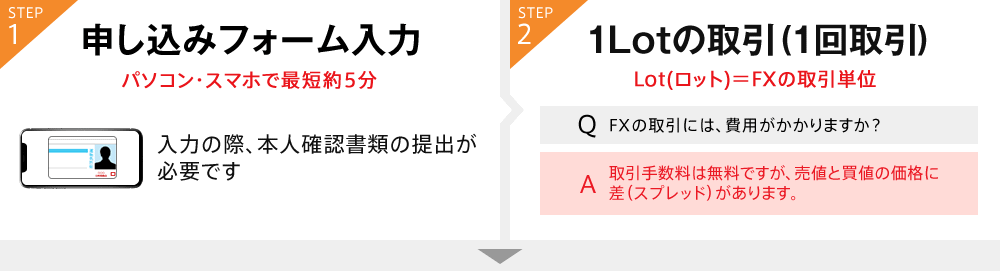 STEP
1
申し込みフォーム入力
パソコン・スマホで最短約5分
入力の際、本人確認書類の提出が
必要です
STEP
2
1Lotの取引(1回取引)
Lot(ロット)＝FXの取引単位
Q FXの取引には、費用がかかりますか?
A 取引手数料は無料ですが、売値と買値の価格に
差(スプレッド)があります。